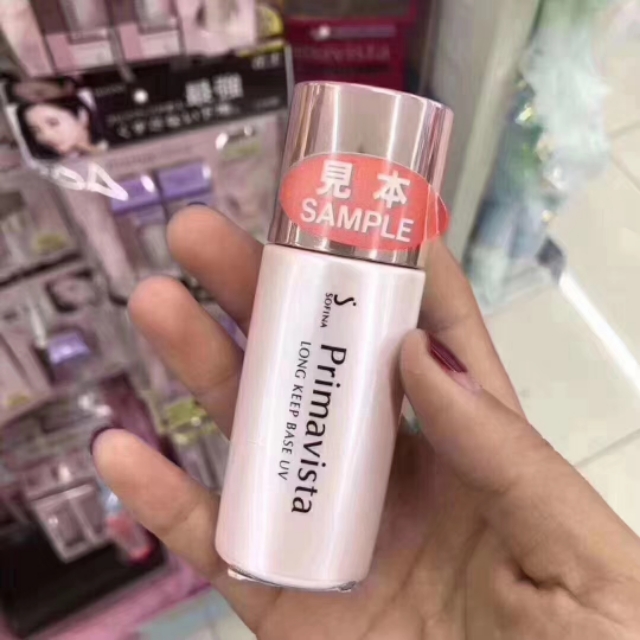 見本
SAMPLE
SOFINA
Primavista
LONG KEEP BASE UV